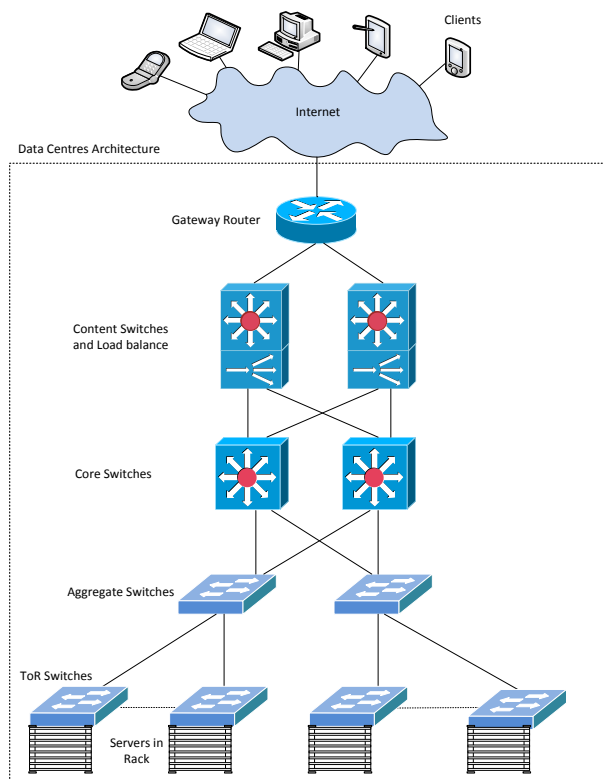 Clients
Internet
Data Centres Architecture
Gateway Router
Content Switches
and Load balance
Core Switches
Aggregate Switches
ToR Switches
Servers in
Rack